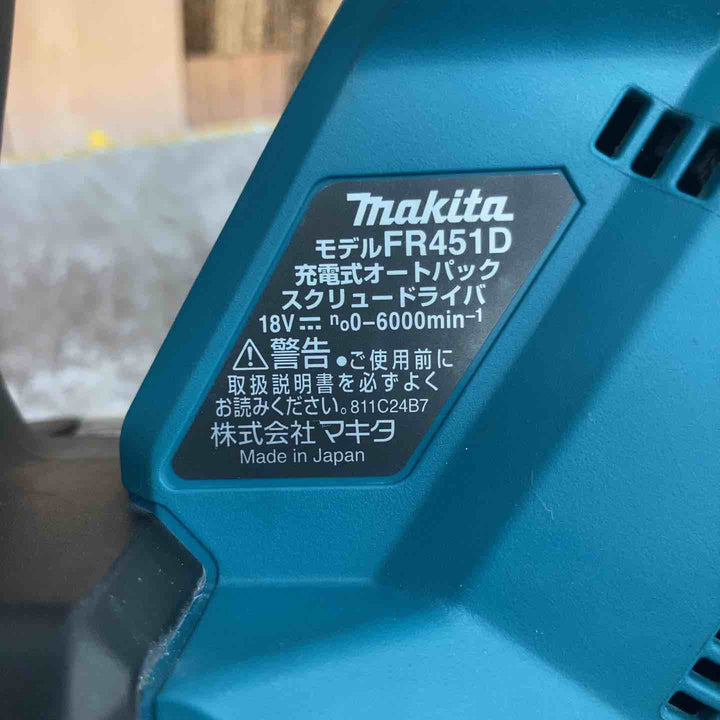 makita
モデルFR451D
充電式オートパック
スクリュードライバ
18V⎓ n₀0-6000min⁻¹
⚠警告 ●ご使用前に
取扱説明書を必ずよく
お読みください。811C24B7
株式会社マキタ
Made in Japan